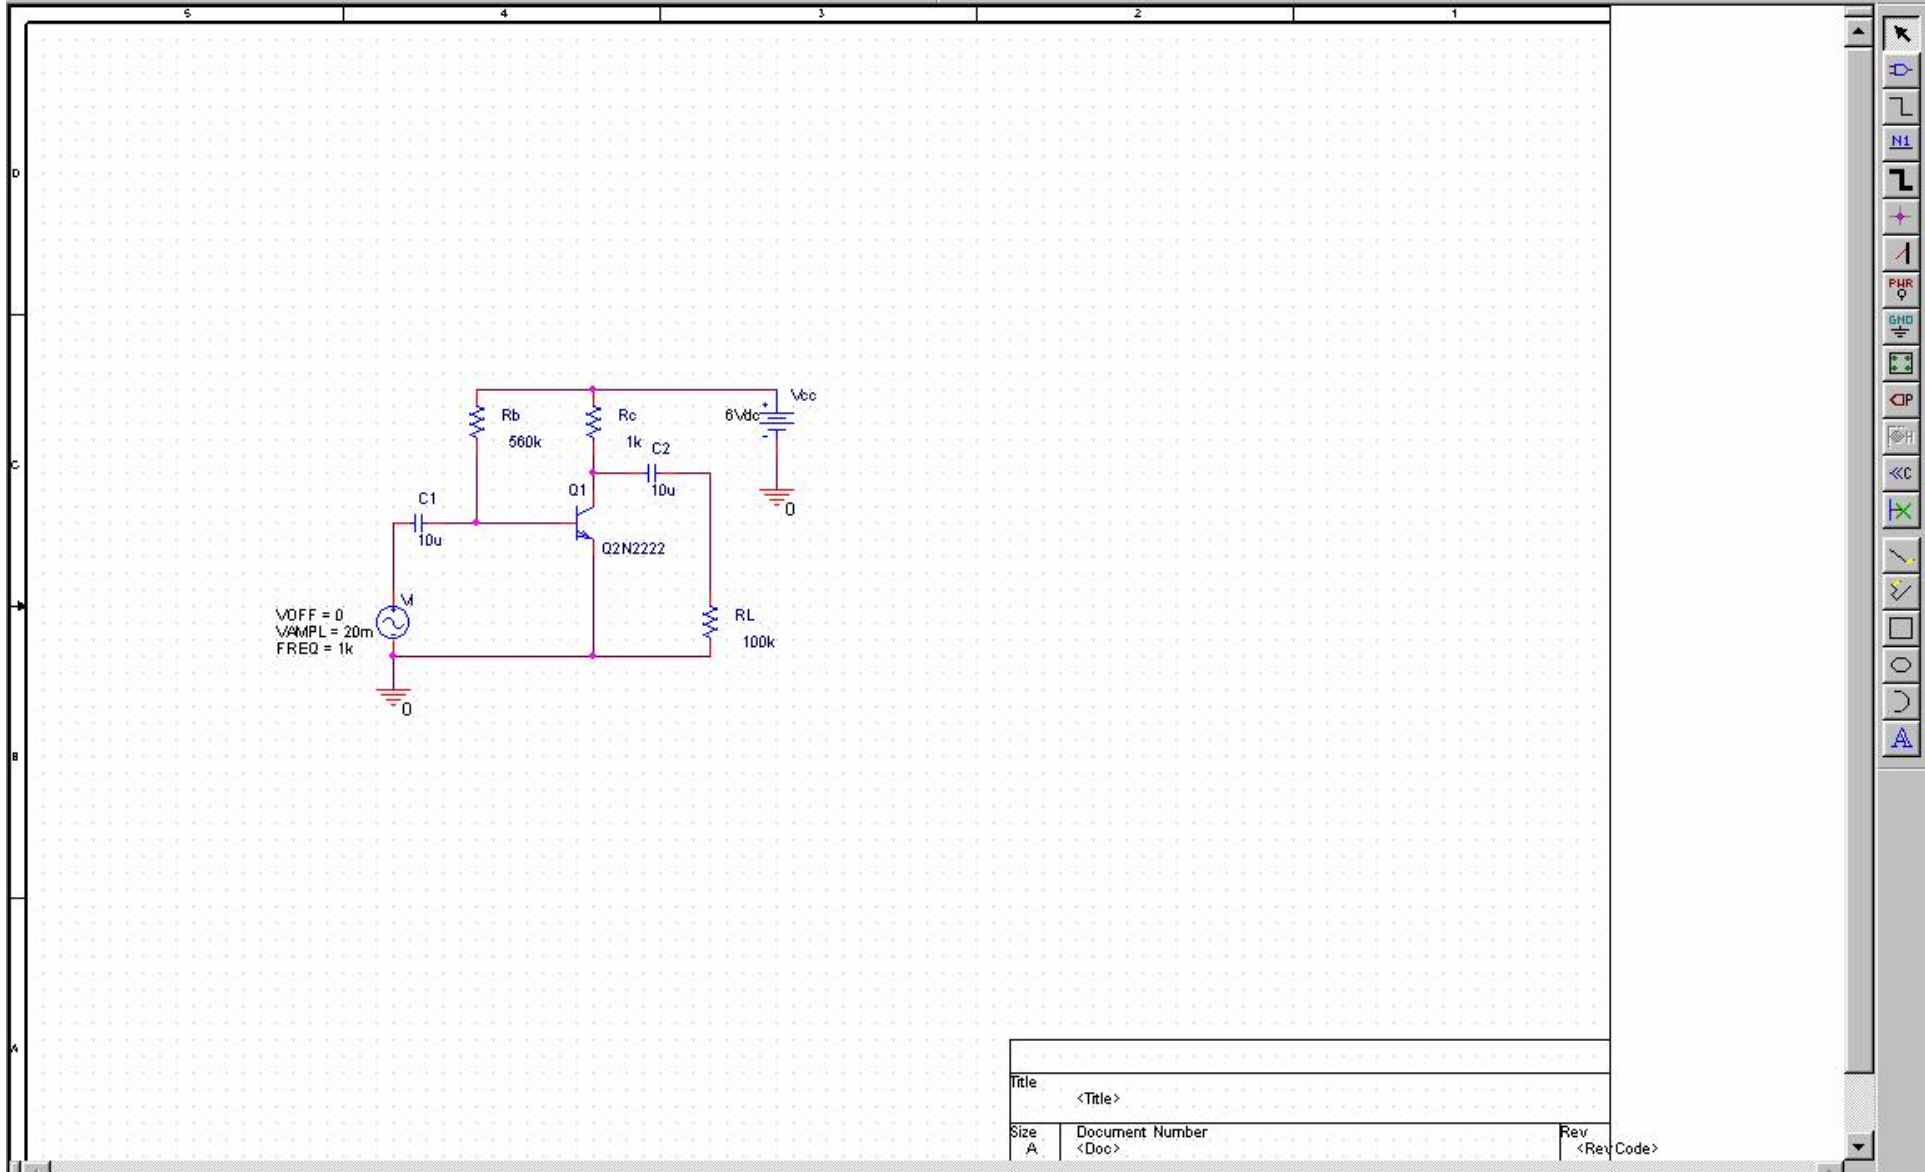 5 4 3 2 1
D
C
B
A
Vcc
6Vdc
Rb
560k
Rc
1k
C2
10u
0
C1
10u
Q1
Q2N2222
VI
VOFF = 0
VAMPL = 20m
FREQ = 1k
RL
100k
0
Title
<Title>
Size
A
Document Number
<Doc>
Rev
<RevCode>
N1
PWR
GND
P
H
C
A